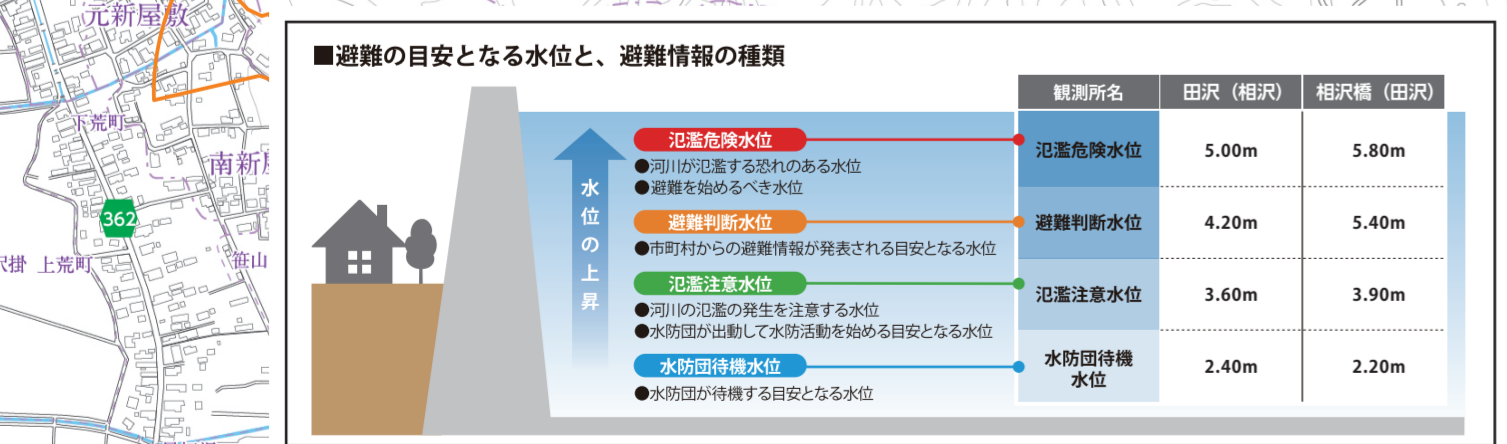 元新屋敷
下荒町
南新
362
沢掛 上荒町
笹山
■避難の目安となる水位と、避難情報の種類
水位の上昇
氾濫危険水位
●河川が氾濫する恐れのある水位
●避難を始めるべき水位
避難判断水位
●市町村からの避難情報が発表される目安となる水位
氾濫注意水位
●河川の氾濫の発生を注意する水位
●水防団が出動して水防活動を始める目安となる水位
水防団待機水位
●水防団が待機する目安となる水位
観測所名 田沢（相沢） 相沢橋（田沢）
氾濫危険水位 5.00m 5.80m
避難判断水位 4.20m 5.40m
氾濫注意水位 3.60m 3.90m
水防団待機
水位 2.40m 2.20m